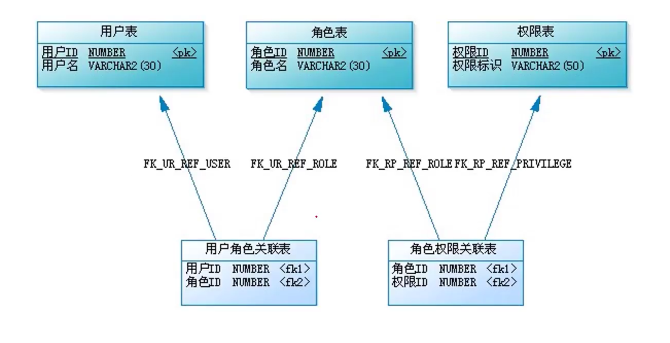 用户表
用户ID NUMBER <pk>
用户名 VARCHAR2(30)
角色表
角色ID NUMBER <pk>
角色名 VARCHAR2(30)
权限表
权限ID NUMBER <pk>
权限标识 VARCHAR2(50)
FK_UR_REF_USER
FK_UR_REF_ROLE
FK_RP_REF_ROLE
FK_RP_REF_PRIVILEGE
用户角色关联表
用户ID NUMBER <fk1>
角色ID NUMBER <fk2>
角色权限关联表
角色ID NUMBER <fk1>
权限ID NUMBER <fk2>